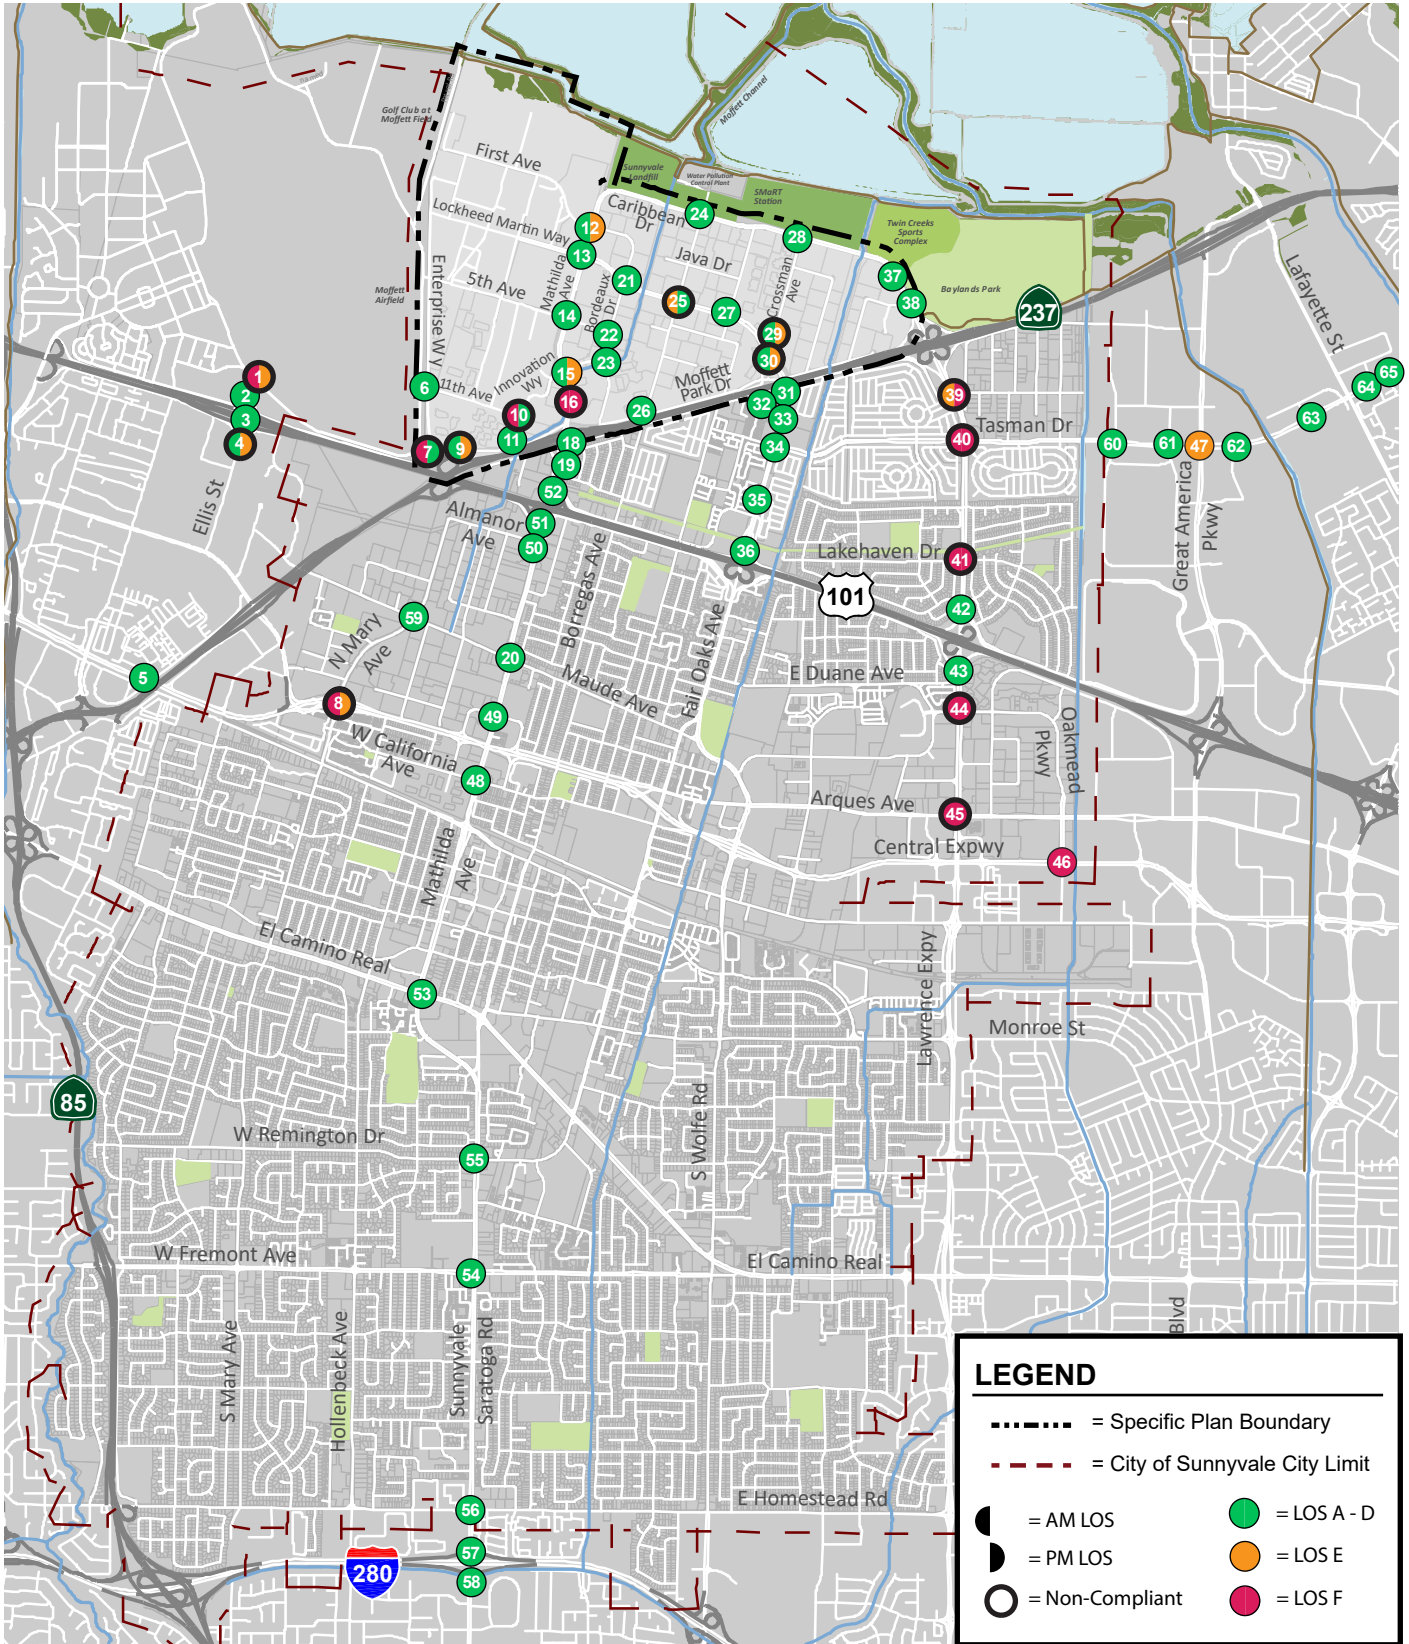 Golf Club at
Moffett Field
Moffett Channel
First Ave
Sunnyvale
Landfill
Water Pollution
Control Plant
SMaRT
Station
Lockheed Martin Way
Caribbean
Dr
24
12
28
Twin Creeks
Sports
Complex
13
Java Dr
Enterprise Wy
5th Ave
Mathilda
Ave
Bordeaux
Dr
21
Crossman
Ave
37
Lafayette St
Moffett
Airfield
Baylands Park
25
38
237
14
27
22
29
23
30
1
2
6
11th Ave
Innovation
Wy
15
Moffett
Park Dr
31
65
64
3
10
16
26
32
33
39
Tasman Dr
63
4
7
9
11
18
34
40
60
61
47
62
19
Ellis St
52
35
Almanor
Ave
51
50
36
Lakehaven Dr
41
Great America
Pkwy
101
42
59
Borregas Ave
N Mary
Ave
20
Maude Ave
Fair Oaks Ave
E Duane Ave
43
5
8
49
44
Oakmead
Pkwy
W California
Ave
48
Arques Ave
45
Mathilda
Ave
Central Expwy
46
El Camino Real
53
Lawrence Expy
Monroe St
85
W Remington Dr
S Wolfe Rd
55
W Fremont Ave
El Camino Real
54
S Mary Ave
Hollenbeck Ave
Sunnyvale
Saratoga Rd
Blvd
E Homestead Rd
56
57
280
58
LEGEND
= Specific Plan Boundary
= City of Sunnyvale City Limit
= AM LOS
= LOS A - D
= PM LOS
= LOS E
= Non-Compliant
= LOS F